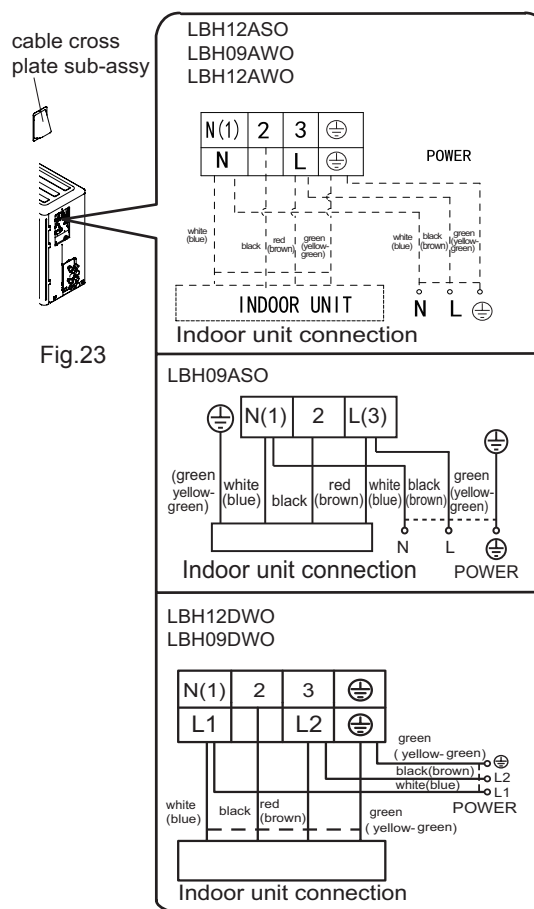 cable cross
plate sub-assy
Fig.23
LBH12ASO
LBH09AWO
LBH12AWO
N(1) 2 3
N L
POWER
white
(blue)
black
red
(brown)
green
(yellow-
green)
white
(blue)
black
(brown)
green
(yellow-
green)
INDOOR UNIT
N L
Indoor unit connection
LBH09ASO
N(1) 2 L(3)
(green
yellow-
green)
white
(blue)
black
red
(brown)
white
(blue)
black
(brown)
green
(yellow-
green)
N L
Indoor unit connection
POWER
LBH12DWO
LBH09DWO
N(1) 2 3
L1 L2
green
( yellow- green)
black(brown)
L2
white(blue)
L1
POWER
white
(blue)
black
red
(brown)
green
( yellow-green)
Indoor unit connection